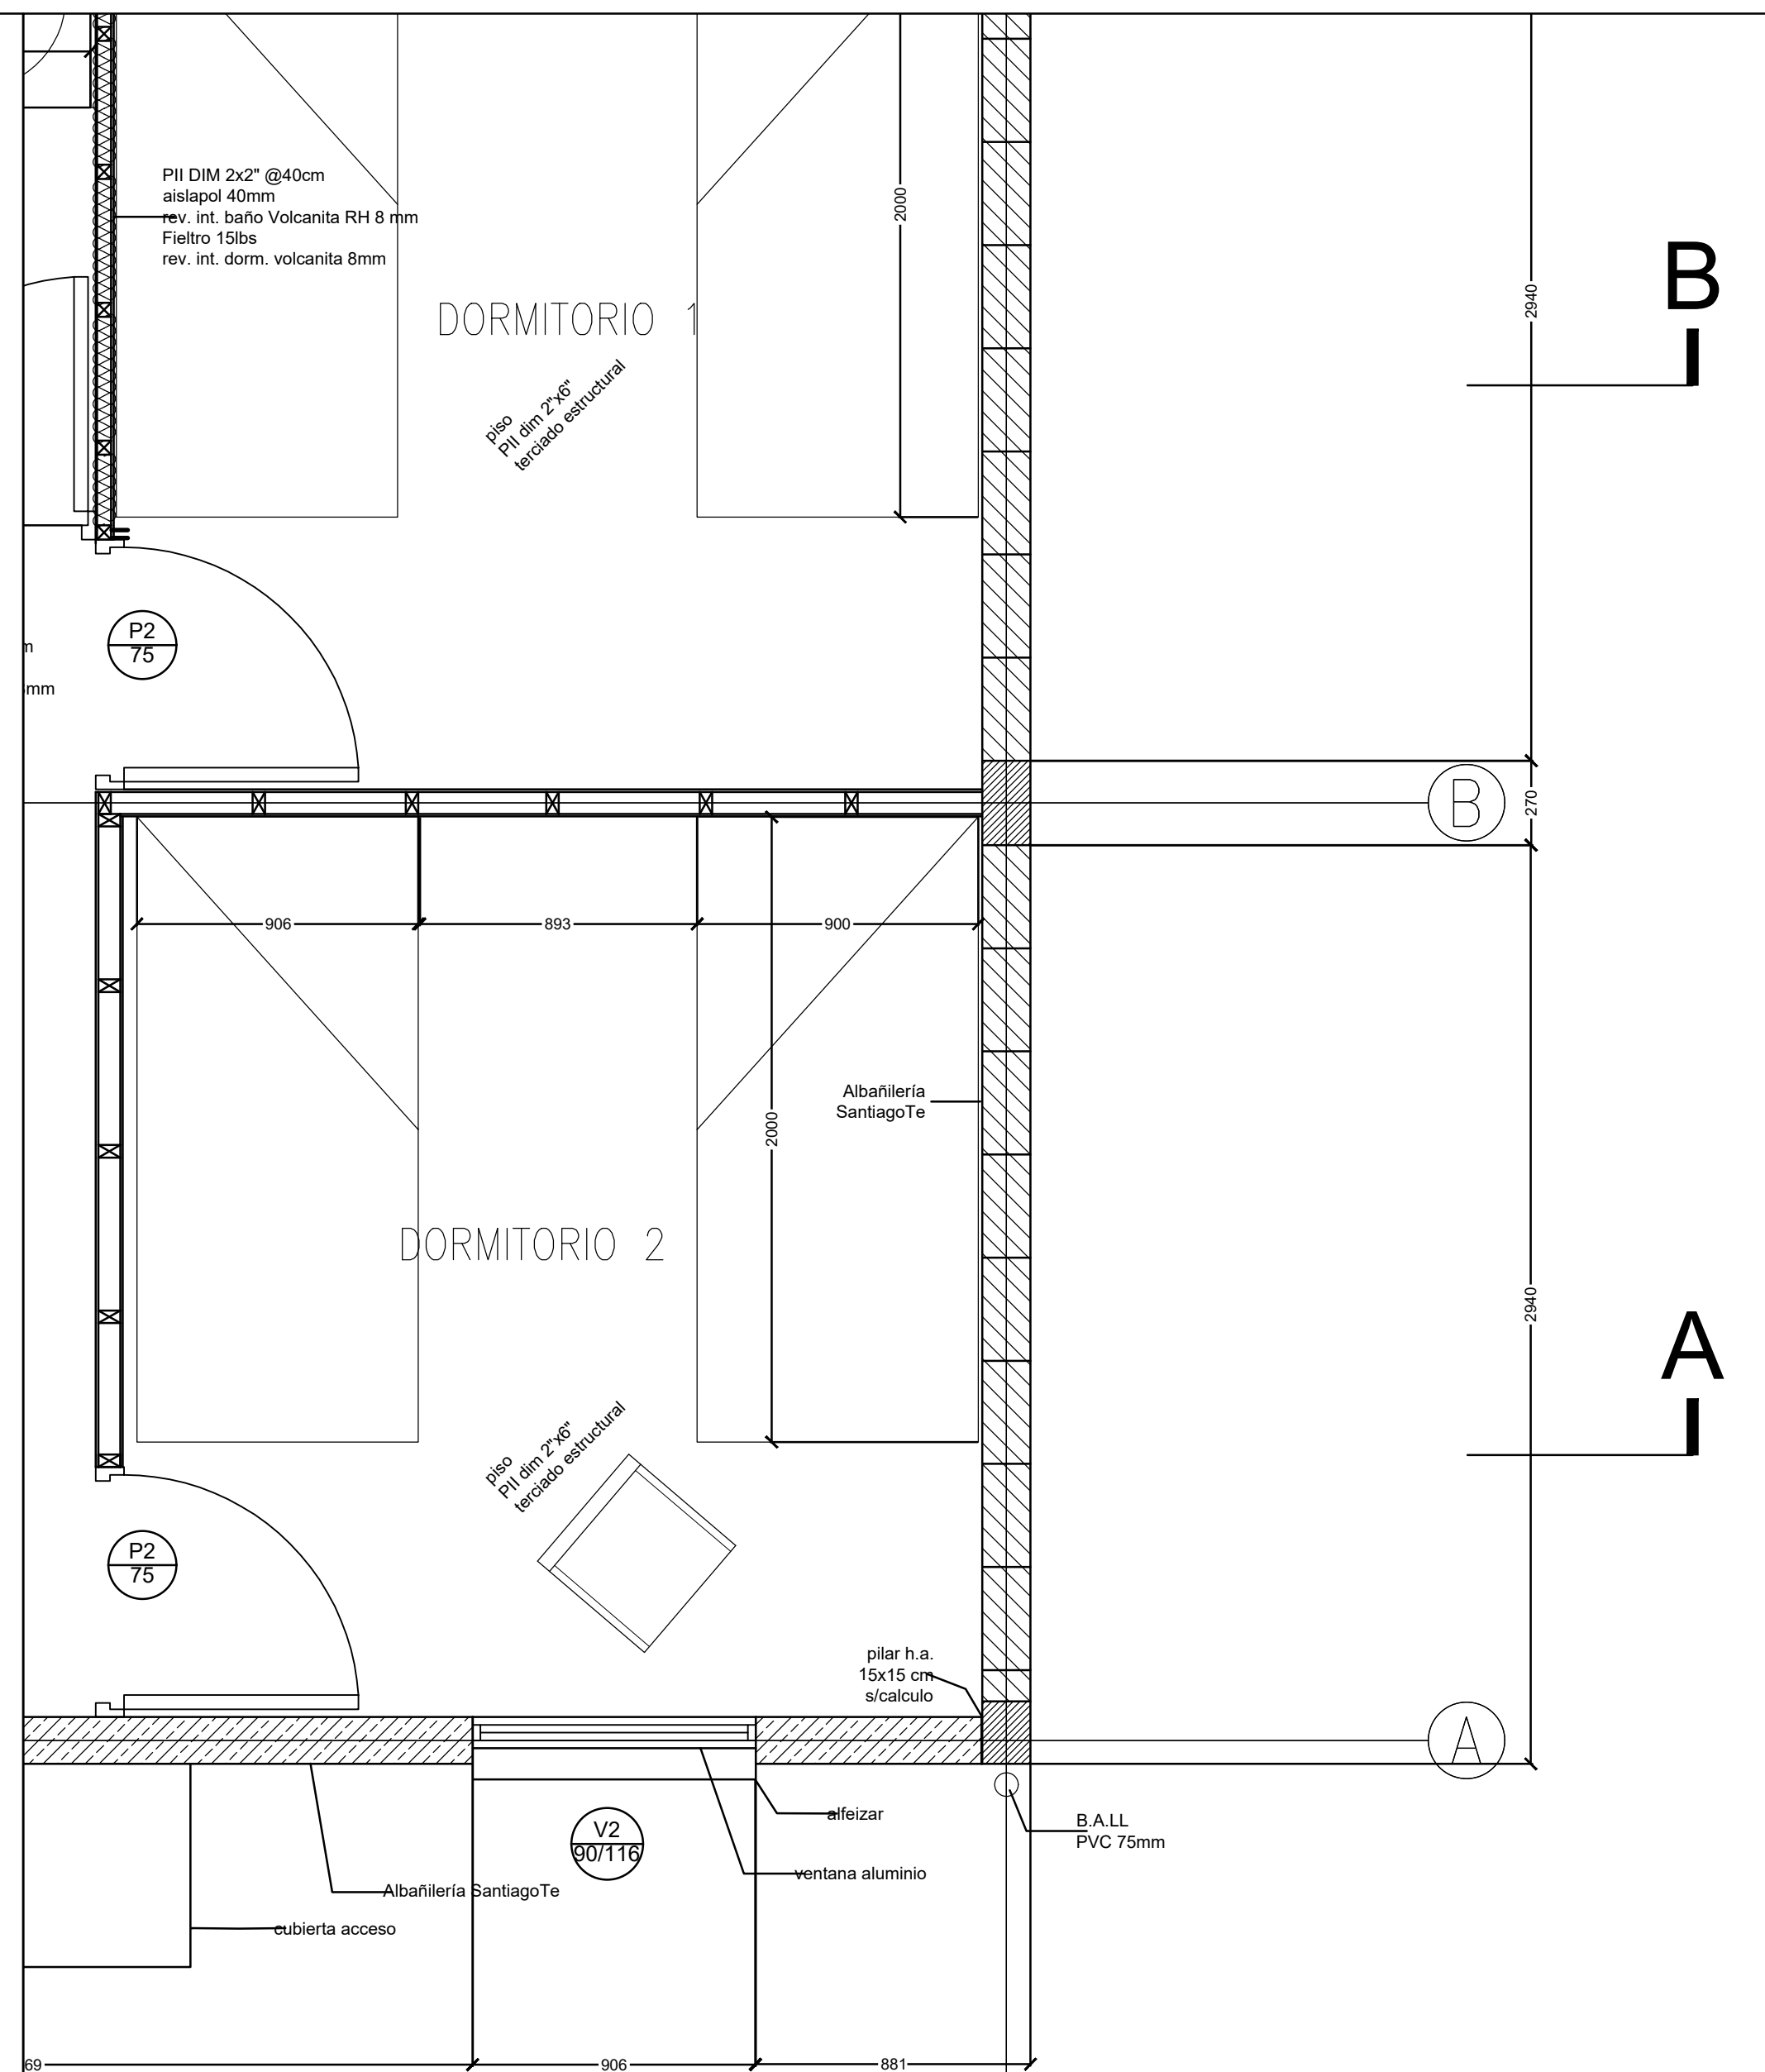 PII DIM 2x2" @40cm
aislapol 40mm
rev. int. baño Volcanita RH 8 mm
Fieltro 15lbs
rev. int. dorm. volcanita 8mm
2000
2940
B
DORMITORIO 1
piso
PII dim 2"x6"
terciado estructural
P2
75
mm
270
B
906
893
900
Albañilería
SantiagoTe
2000
DORMITORIO 2
2940
A
piso
PII dim 2"x6"
terciado estructural
P2
75
pilar h.a.
15x15 cm
s/calculo
A
alfeizar
V2
90/116
B.A.LL
PVC 75mm
ventana aluminio
Albañilería SantiagoTe
cubierta acceso
69
906
881